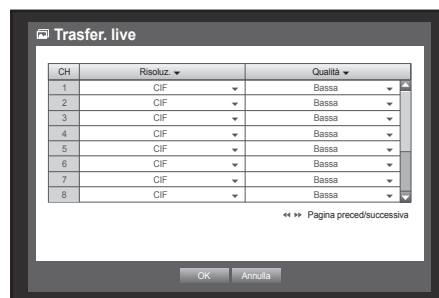 Trasfer. live
CH Risoluz. Qualità
1 CIF Bassa
2 CIF Bassa
3 CIF Bassa
4 CIF Bassa
5 CIF Bassa
6 CIF Bassa
7 CIF Bassa
8 CIF Bassa
Pagina preced/successiva
OK Annulla